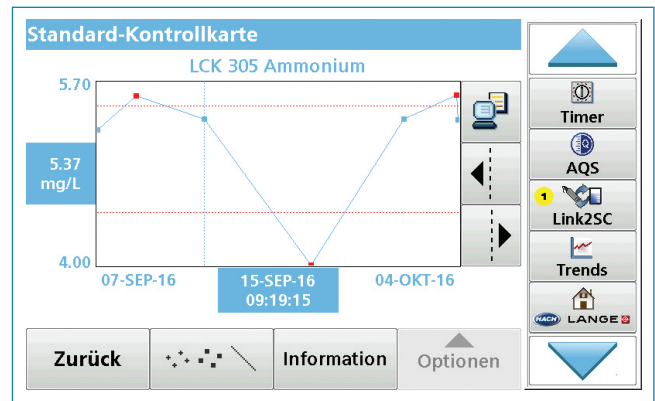 Standard-Kontrollkarte
LCK 305 Ammonium
5.70
5.37
mg/L
4.00
07-SEP-16
15-SEP-16
09:19:15
04-OKT-16
Zurück
Information
Optionen
Timer
AQS
1
Link2SC
Trends
HACH LANGE